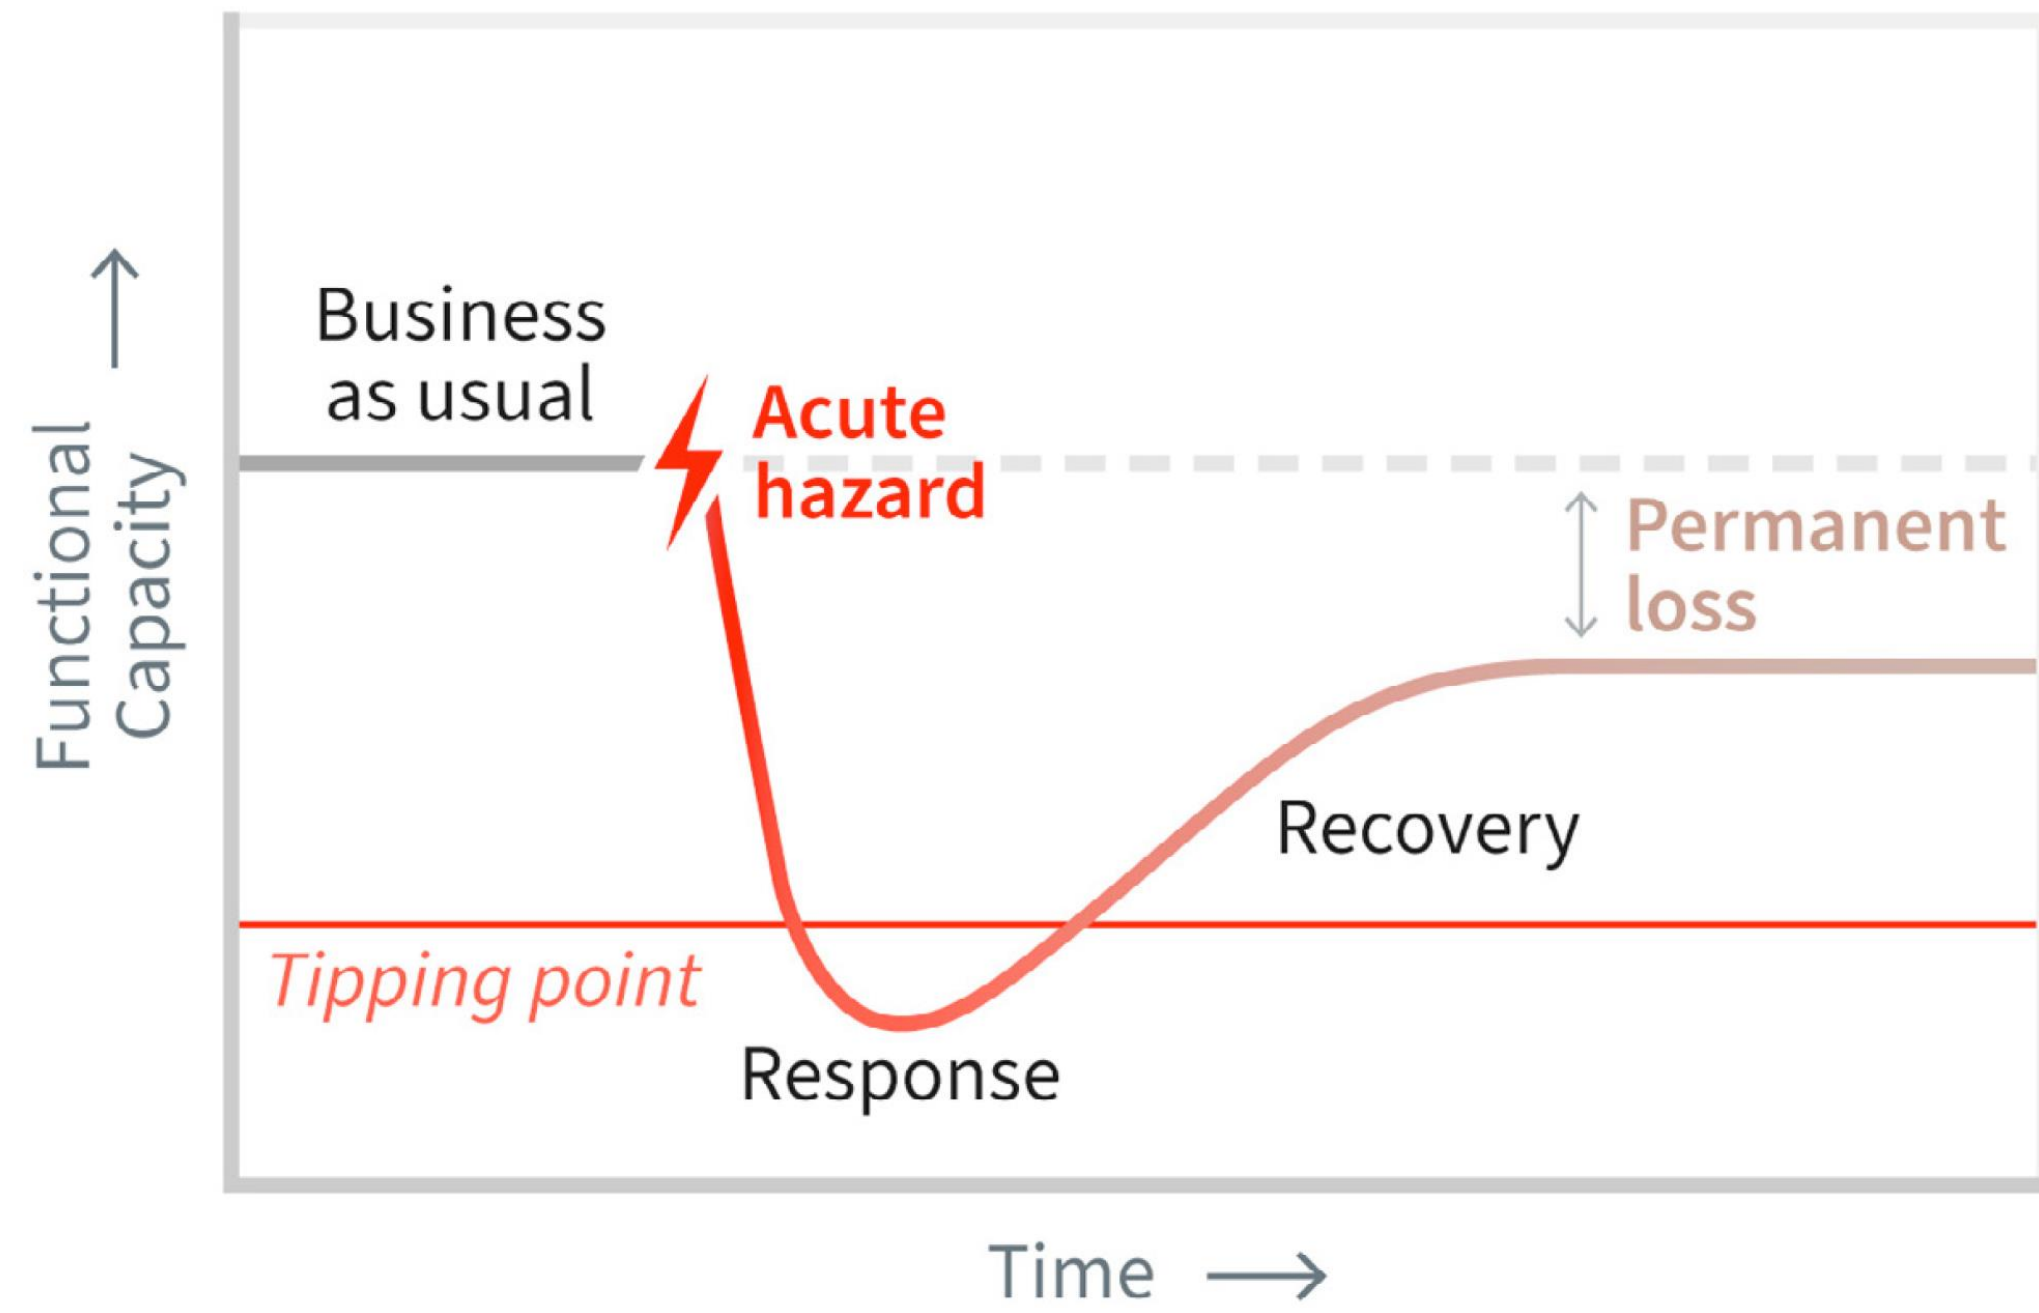 Functional
Capacity
Business
as usual
Acute
hazard
Permanent
loss
Recovery
Tipping point
Response
Time